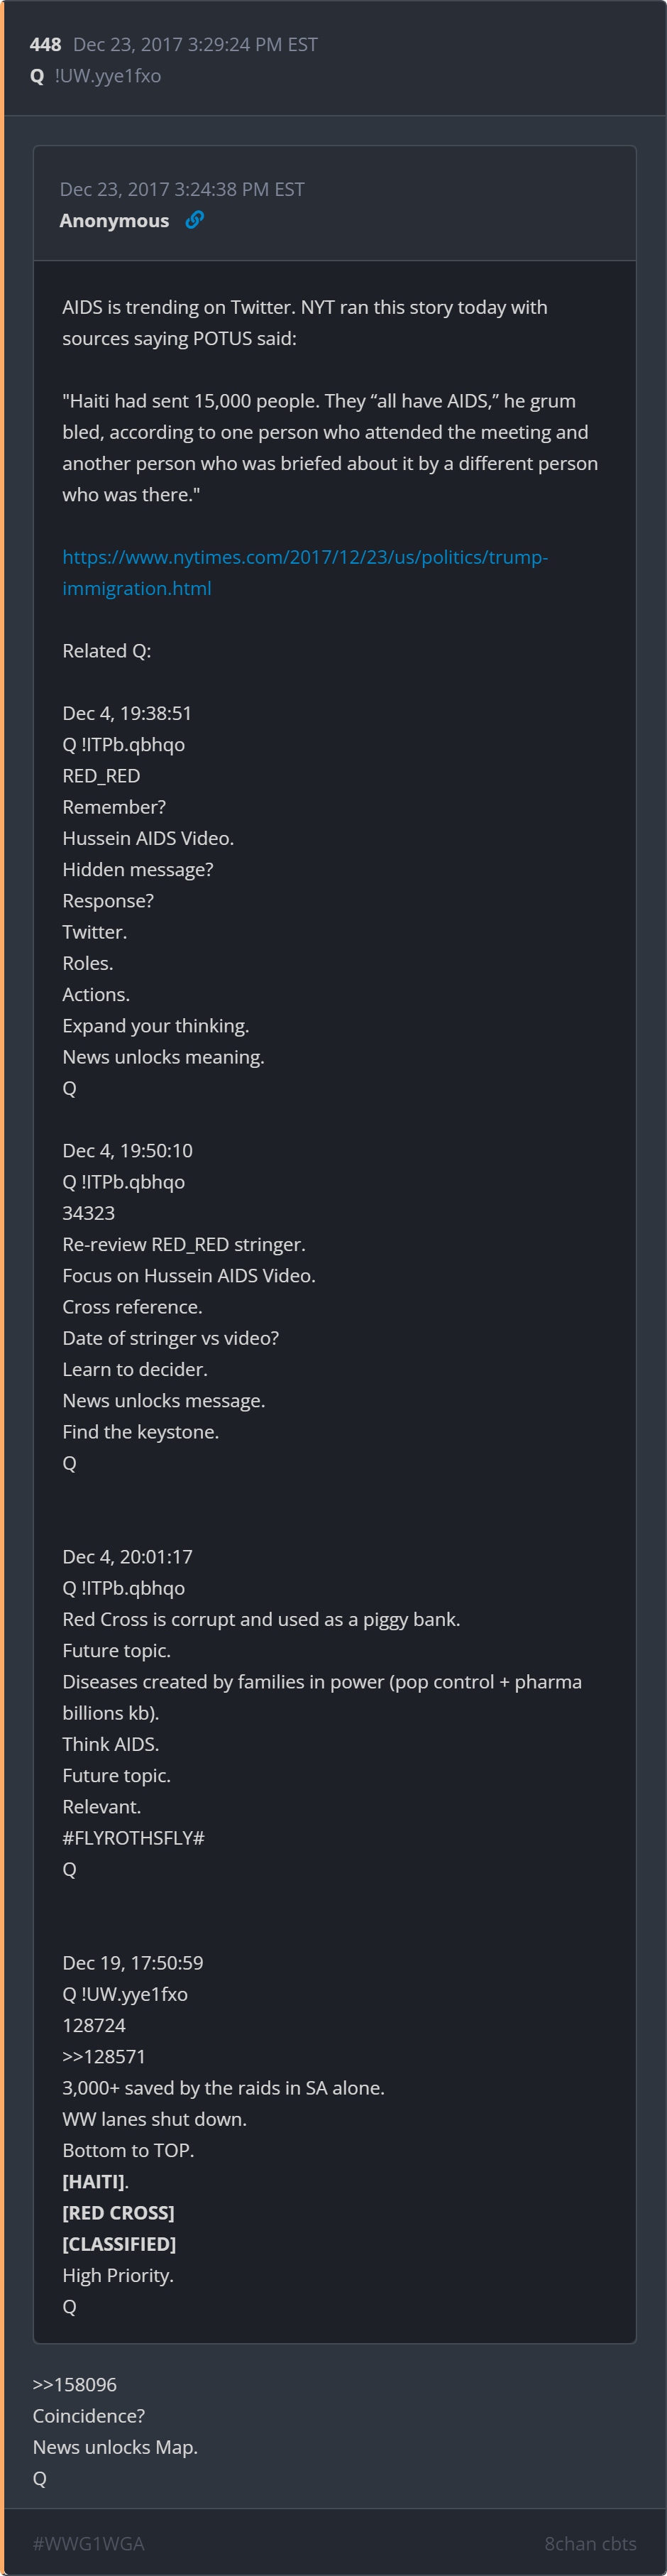 448 Dec 23, 2017 3:29:24 PM EST
Q !UW.yye1fxo
Dec 23, 2017 3:24:38 PM EST
Anonymous
AIDS is trending on Twitter. NYT ran this story today with
sources saying POTUS said:
"Haiti had sent 15,000 people. They “all have AIDS,” he grum
bled, according to one person who attended the meeting and
another person who was briefed about it by a different person
who was there."
https://www.nytimes.com/2017/12/23/us/politics/trump-
immigration.html
Related Q:
Dec 4, 19:38:51
Q !ITPb.qbhqo
RED_RED
Remember?
Hussein AIDS Video.
Hidden message?
Response?
Twitter.
Roles.
Actions.
Expand your thinking.
News unlocks meaning.
Q
Dec 4, 19:50:10
Q !ITPb.qbhqo
34323
Re-review RED_RED stringer.
Focus on Hussein AIDS Video.
Cross reference.
Date of stringer vs video?
Learn to decider.
News unlocks message.
Find the keystone.
Q
Dec 4, 20:01:17
Q !ITPb.qbhqo
Red Cross is corrupt and used as a piggy bank.
Future topic.
Diseases created by families in power (pop control + pharma
billions kb).
Think AIDS.
Future topic.
Relevant.
#FLYROTHSFLY#
Q
Dec 19, 17:50:59
Q !UW.yye1fxo
128724
>>128571
3,000+ saved by the raids in SA alone.
WW lanes shut down.
Bottom to TOP.
[HAITI].
[RED CROSS]
[CLASSIFIED]
High Priority.
Q
>>158096
Coincidence?
News unlocks Map.
Q
#WWG1WGA 8chan cbts